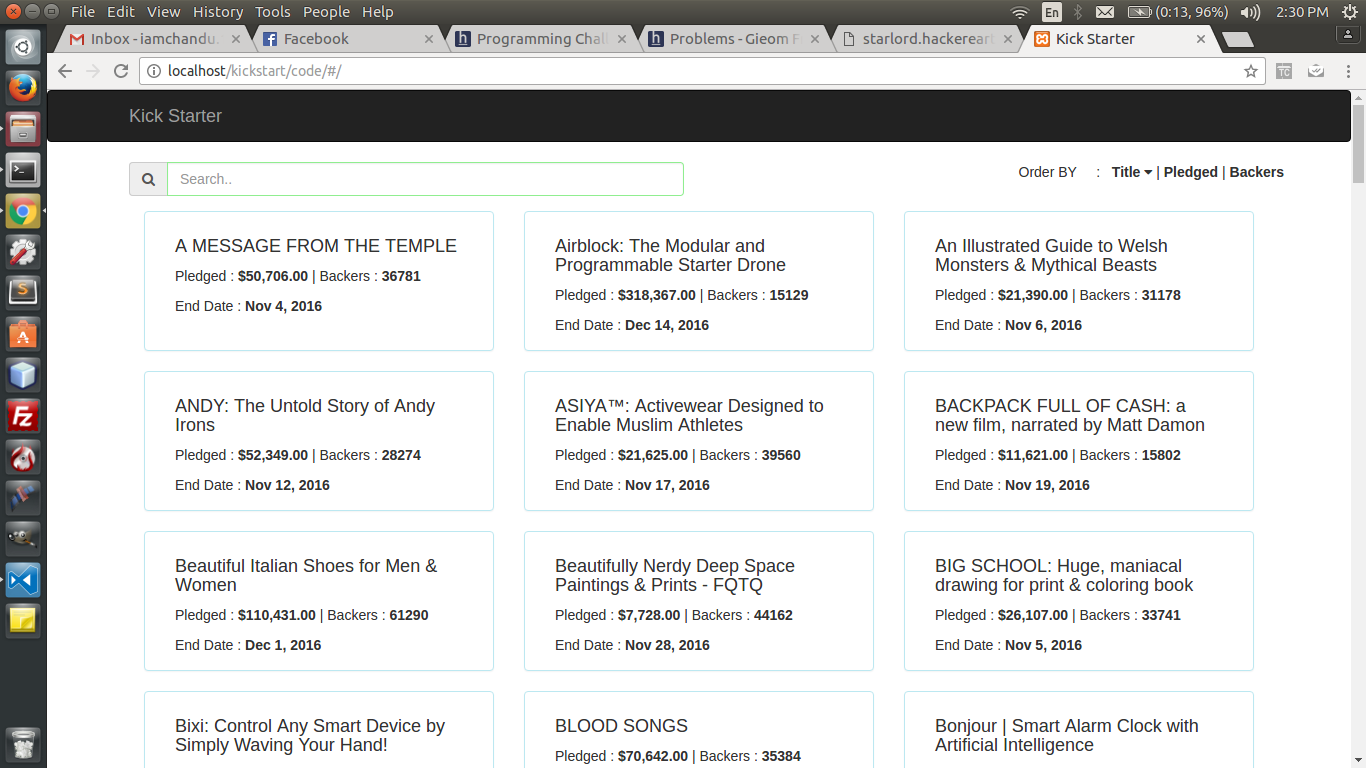 File Edit View History Tools People Help
En (0:13, 96%) 2:30 PM
Inbox - iamchandu. Facebook Programming Chal Problems - Gieom F starlord.hackereart Kick Starter
localhost/kickstart/code/#/
TC
Kick Starter
Search.. Order BY : Title | Pledged | Backers
A MESSAGE FROM THE TEMPLE
Pledged : $50,706.00 | Backers : 36781
End Date : Nov 4, 2016
Airblock: The Modular and
Programmable Starter Drone
Pledged : $318,367.00 | Backers : 15129
End Date : Dec 14, 2016
An Illustrated Guide to Welsh
Monsters & Mythical Beasts
Pledged : $21,390.00 | Backers : 31178
End Date : Nov 6, 2016
ANDY: The Untold Story of Andy
Irons
Pledged : $52,349.00 | Backers : 28274
End Date : Nov 12, 2016
ASIYA™: Activewear Designed to
Enable Muslim Athletes
Pledged : $21,625.00 | Backers : 39560
End Date : Nov 17, 2016
BACKPACK FULL OF CASH: a
new film, narrated by Matt Damon
Pledged : $11,621.00 | Backers : 15802
End Date : Nov 19, 2016
Beautiful Italian Shoes for Men &
Women
Pledged : $110,431.00 | Backers : 61290
End Date : Dec 1, 2016
Beautifully Nerdy Deep Space
Paintings & Prints - FQTQ
Pledged : $7,728.00 | Backers : 44162
End Date : Nov 28, 2016
BIG SCHOOL: Huge, maniacal
drawing for print & coloring book
Pledged : $26,107.00 | Backers : 33741
End Date : Nov 5, 2016
Bixi: Control Any Smart Device by
Simply Waving Your Hand!
BLOOD SONGS
Pledged : $70,642.00 | Backers : 35384
Bonjour | Smart Alarm Clock with
Artificial Intelligence